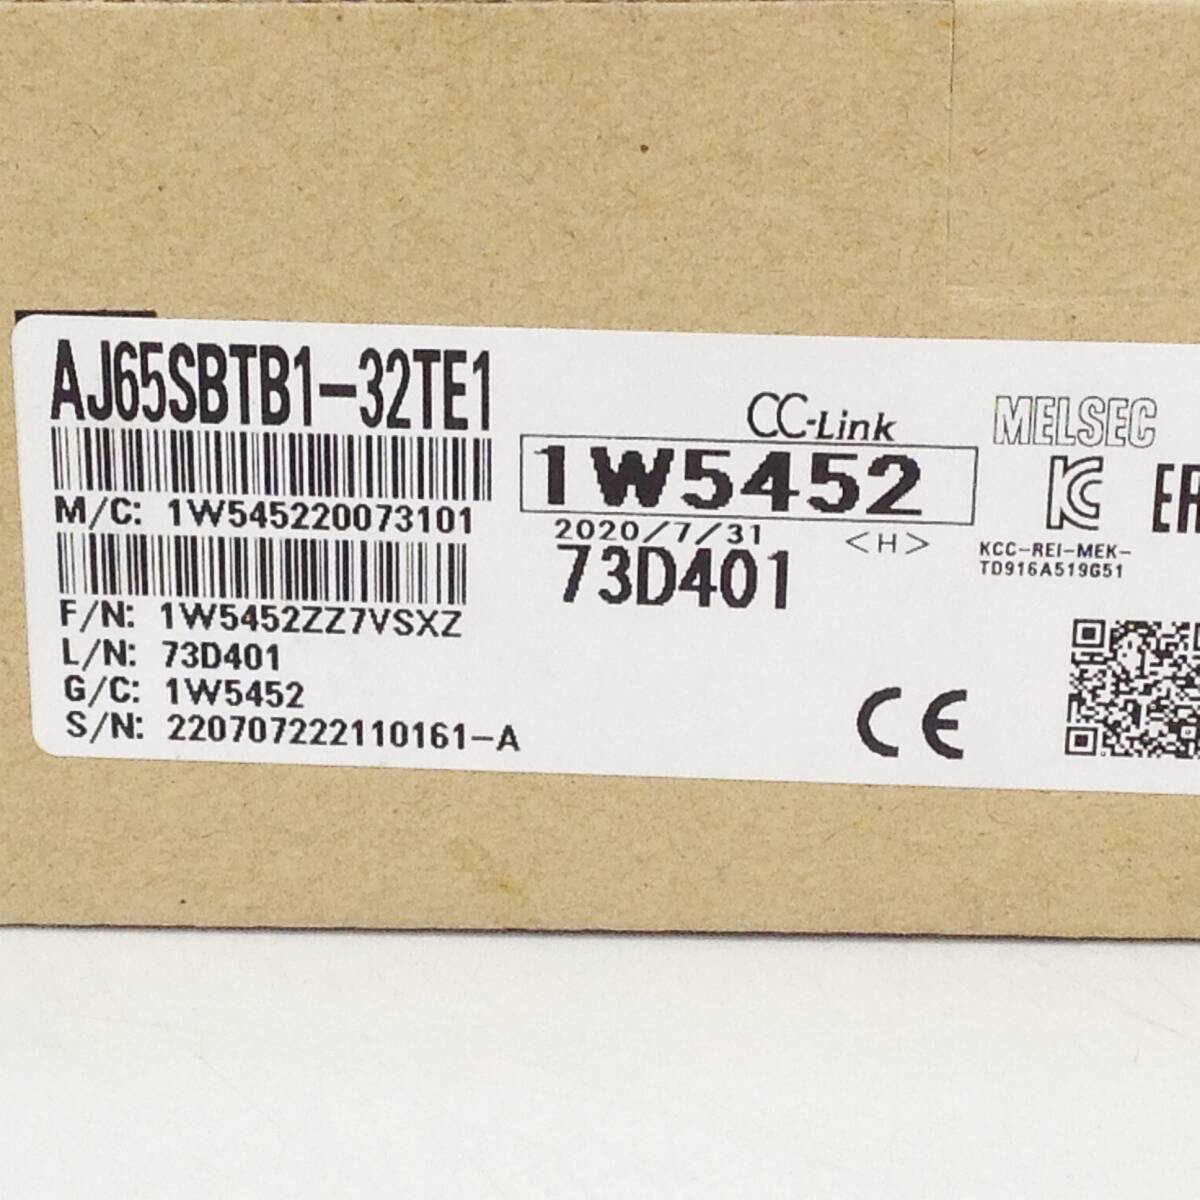 AJ65SBTB1-32TE1
M/C: 1W545220073101
F/N: 1W5452ZZ7VSXZ
L/N: 73D401
G/C: 1W5452
S/N: 220707222110161-A
CC-Link
1W5452
2020/7/31 <H>
73D401
CE
MELSEC
KC
KCC-REI-MEK-
TD916A519G51